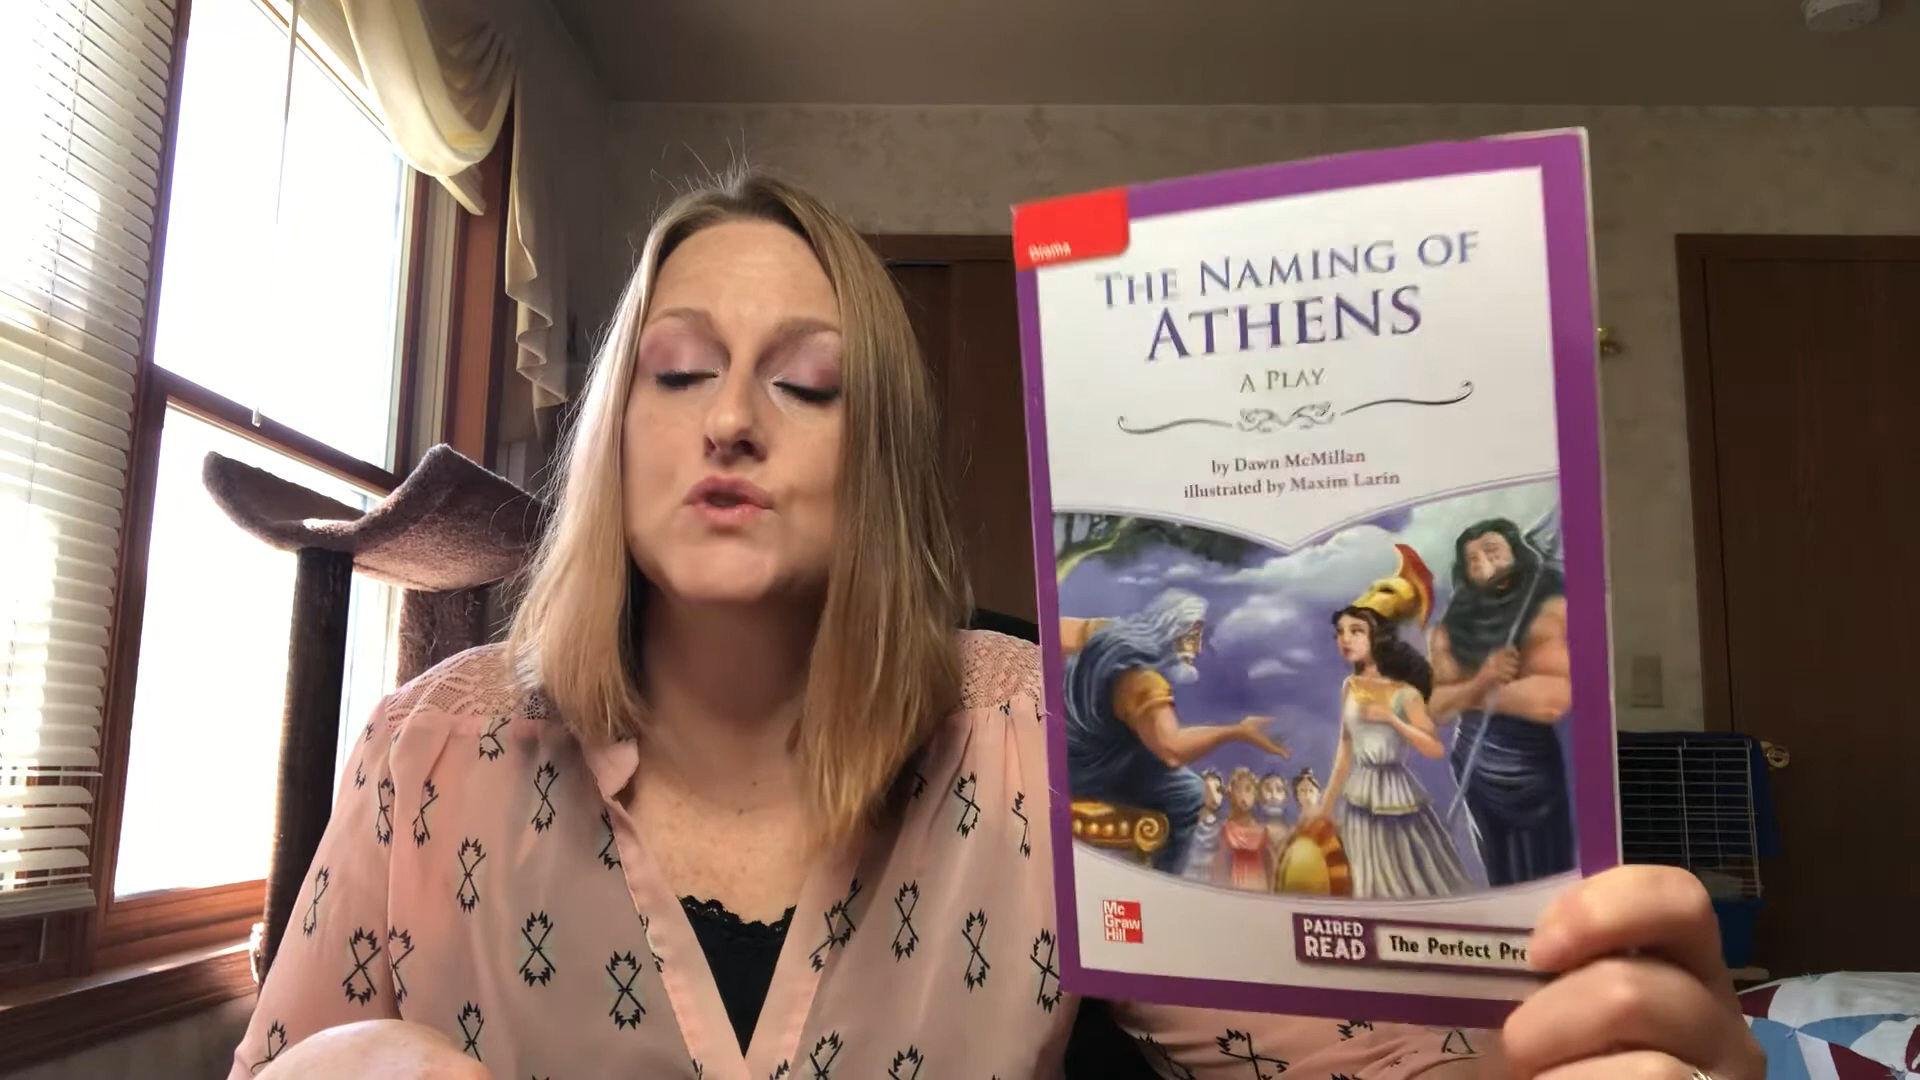 Drama
THE NAMING OF
ATHENS
A PLAY
by Dawn McMillan
illustrated by Maxim Larin
Mc
Graw
Hill
PAIRED
READ
The Perfect